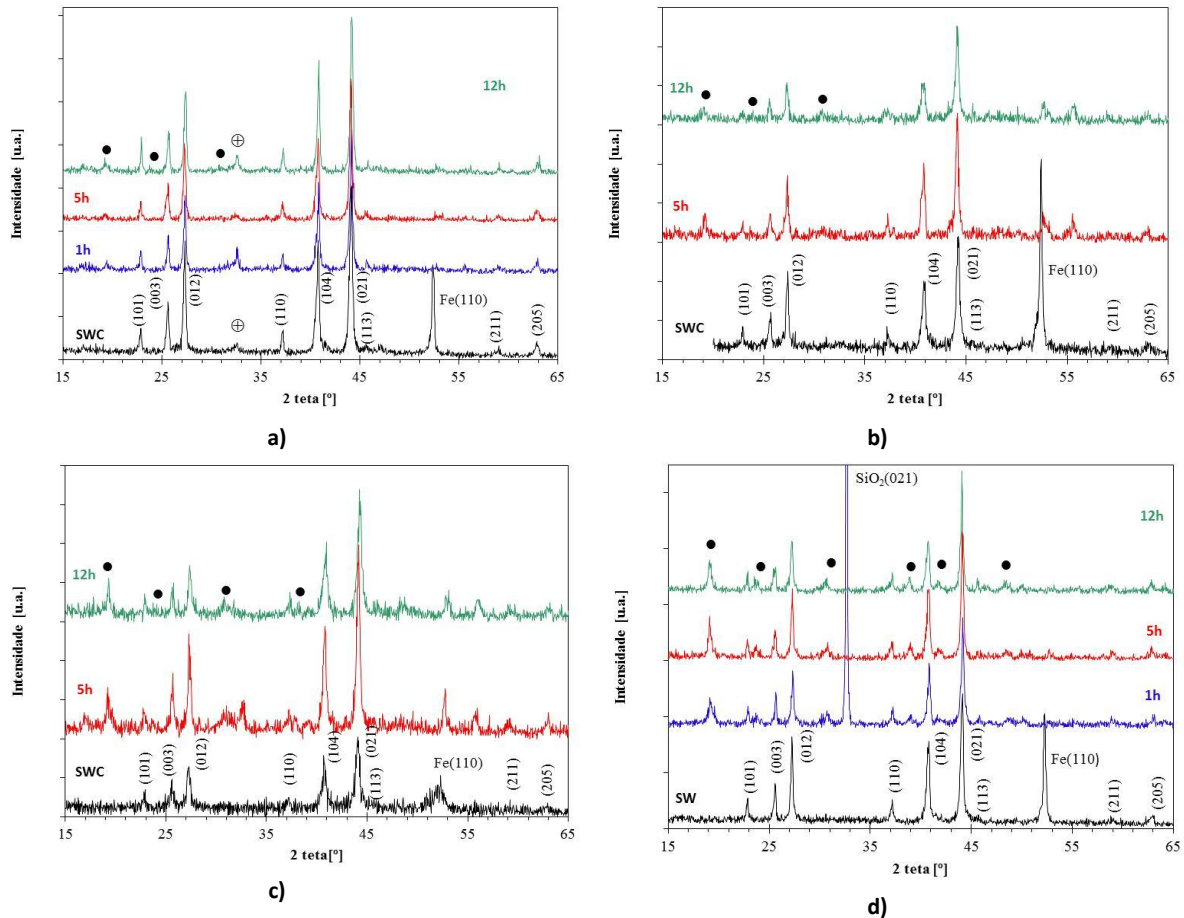 Intensidade [u.a.]
12h
5h
1h
SWC
(101)
(003)
(012)
(110)
(104)
(021)
(113)
Fe(110)
(211)
(205)
15 25 35 45 55 65
2 teta [º]
a)
Intensidade [u.a.]
12h
5h
SWC
(101)
(003)
(012)
(110)
(104)
(021)
(113)
Fe(110)
(211)
(205)
15 25 35 45 55 65
2 teta [º]
b)
Intensidade [u.a.]
12h
5h
SWC
(101)
(003)
(012)
(110)
(104)
(021)
(113)
Fe(110)
(211)
(205)
15 25 35 45 55 65
2 teta[º]
c)
Intensidade [u.a.]
SiO₂(021)
12h
5h
1h
SW
(101)
(003)
(012)
(110)
(104)
(021)
(113)
Fe(110)
(211)
(205)
15 25 35 45 55 65
2 teta [º]
d)